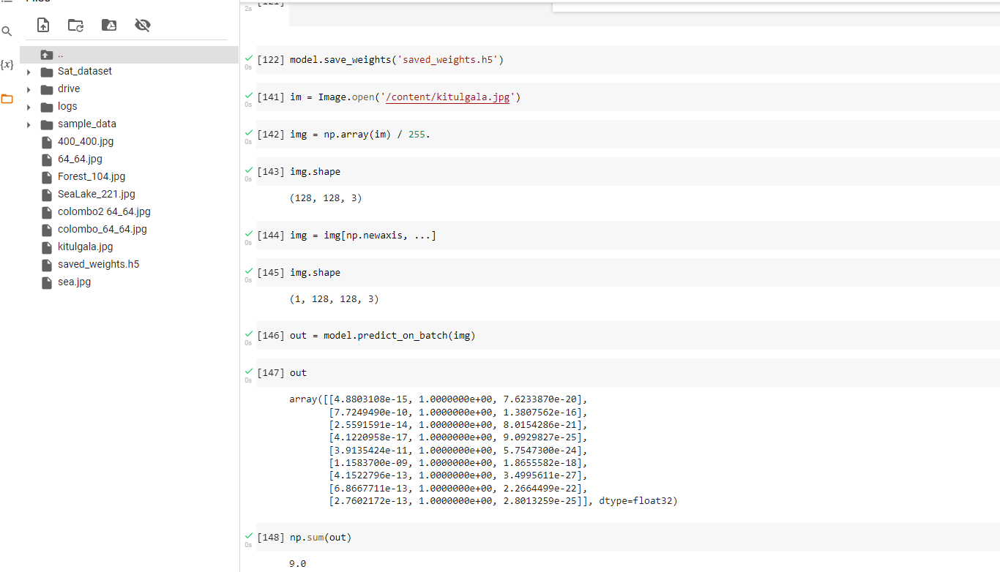 ..
Sat_dataset
drive
logs
sample_data
400_400.jpg
64_64.jpg
Forest_104.jpg
SeaLake_221.jpg
colombo2 64_64.jpg
colombo_64_64.jpg
kitulgala.jpg
saved_weights.h5
sea.jpg
{x}
2s
[122] model.save_weights('saved_weights.h5')
0s
[141] im = Image.open('/content/kitulgala.jpg')
0s
[142] img = np.array(im) / 255.
0s
[143] img.shape
0s
(128, 128, 3)
[144] img = img[np.newaxis, ...]
0s
[145] img.shape
0s
(1, 128, 128, 3)
[146] out = model.predict_on_batch(img)
0s
[147] out
0s
array([[4.8803108e-15, 1.0000000e+00, 7.6233870e-20],
[7.7249490e-10, 1.0000000e+00, 1.3807562e-16],
[2.5591591e-14, 1.0000000e+00, 8.0154286e-21],
[4.1220958e-17, 1.0000000e+00, 9.0929827e-25],
[3.9135424e-11, 1.0000000e+00, 5.7547300e-24],
[1.1583700e-09, 1.0000000e+00, 1.8655582e-18],
[4.1522796e-13, 1.0000000e+00, 3.4995611e-27],
[6.8667711e-13, 1.0000000e+00, 2.2664499e-22],
[2.7602172e-13, 1.0000000e+00, 2.8013259e-25]], dtype=float32)
[148] np.sum(out)
0s
9.0